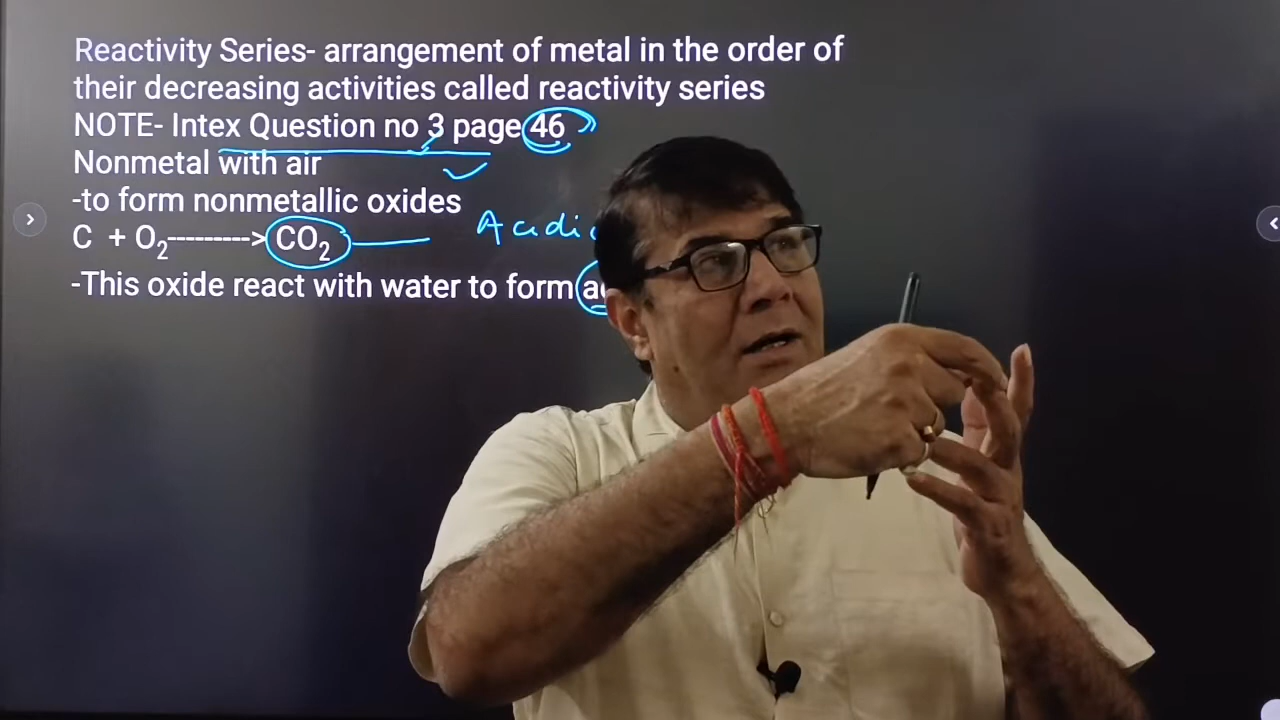 Reactivity Series- arrangement of metal in the order of
their decreasing activities called reactivity series
NOTE- Intex Question no 3 page 46
Nonmetal with air
-to form nonmetallic oxides
C + O₂--------->CO₂
-This oxide react with water to form